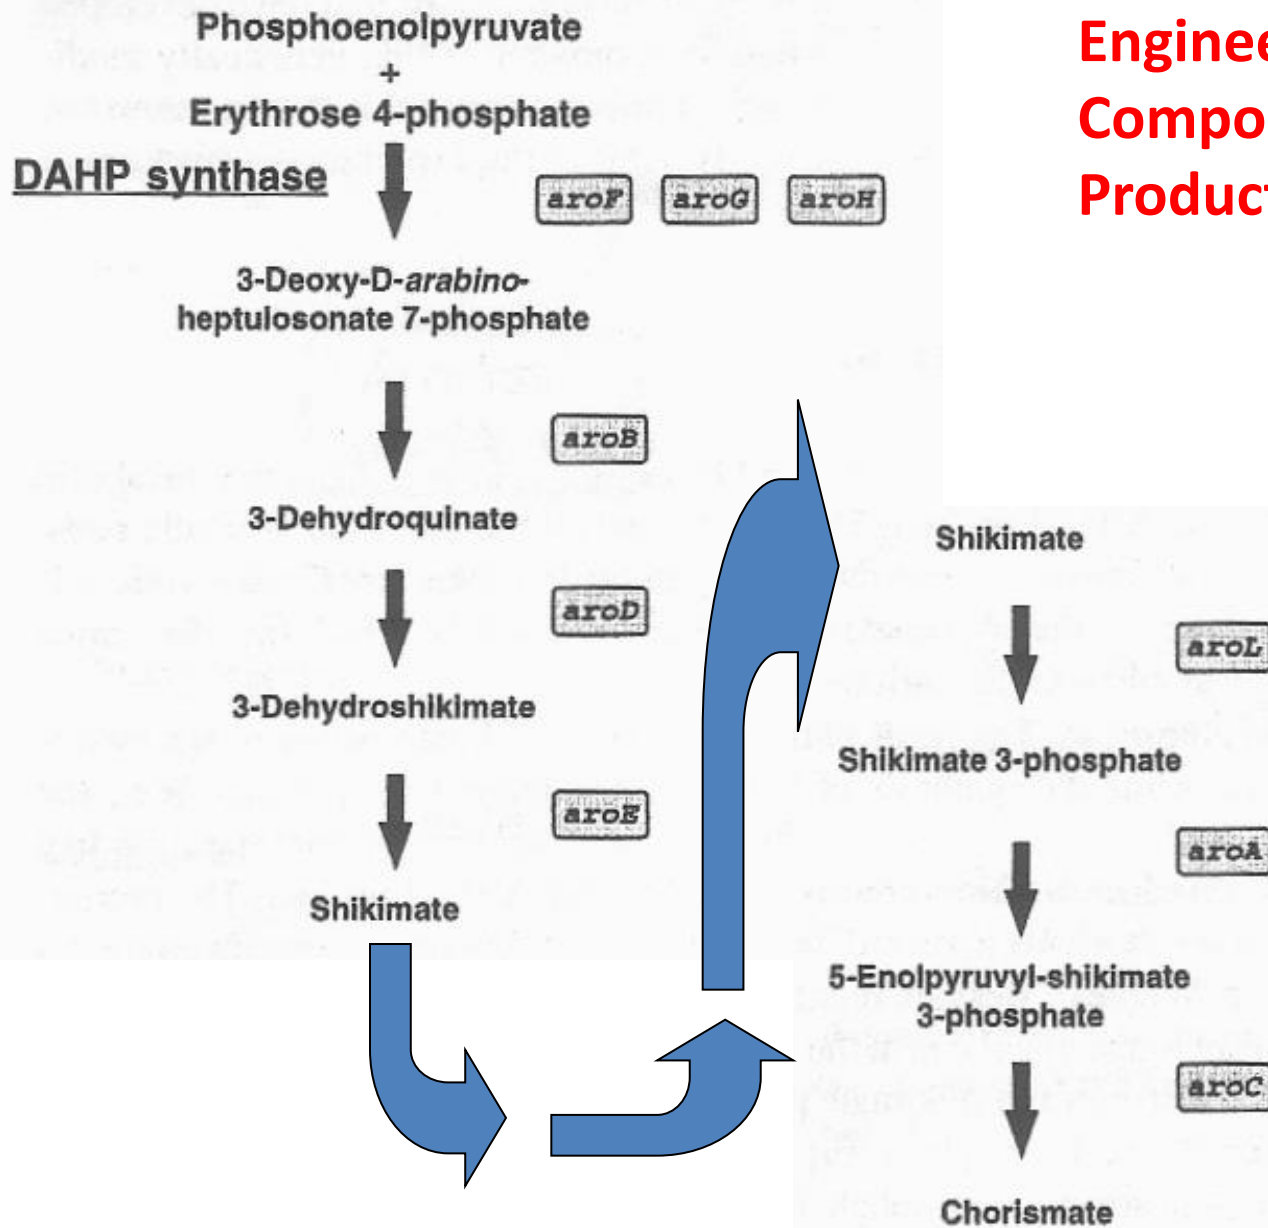 Phosphoenolpyruvate
+
Erythrose 4-phosphate
DAHP synthase
aroF aroG aroH
3-Deoxy-D-arabino-
heptulosonate 7-phosphate
aroB
3-Dehydroquinate
aroD
3-Dehydroshikimate
aroE
Shikimate
Shikimate
aroL
Shikimate 3-phosphate
aroA
5-Enolpyruvyl-shikimate
3-phosphate
aroC
Chorismate